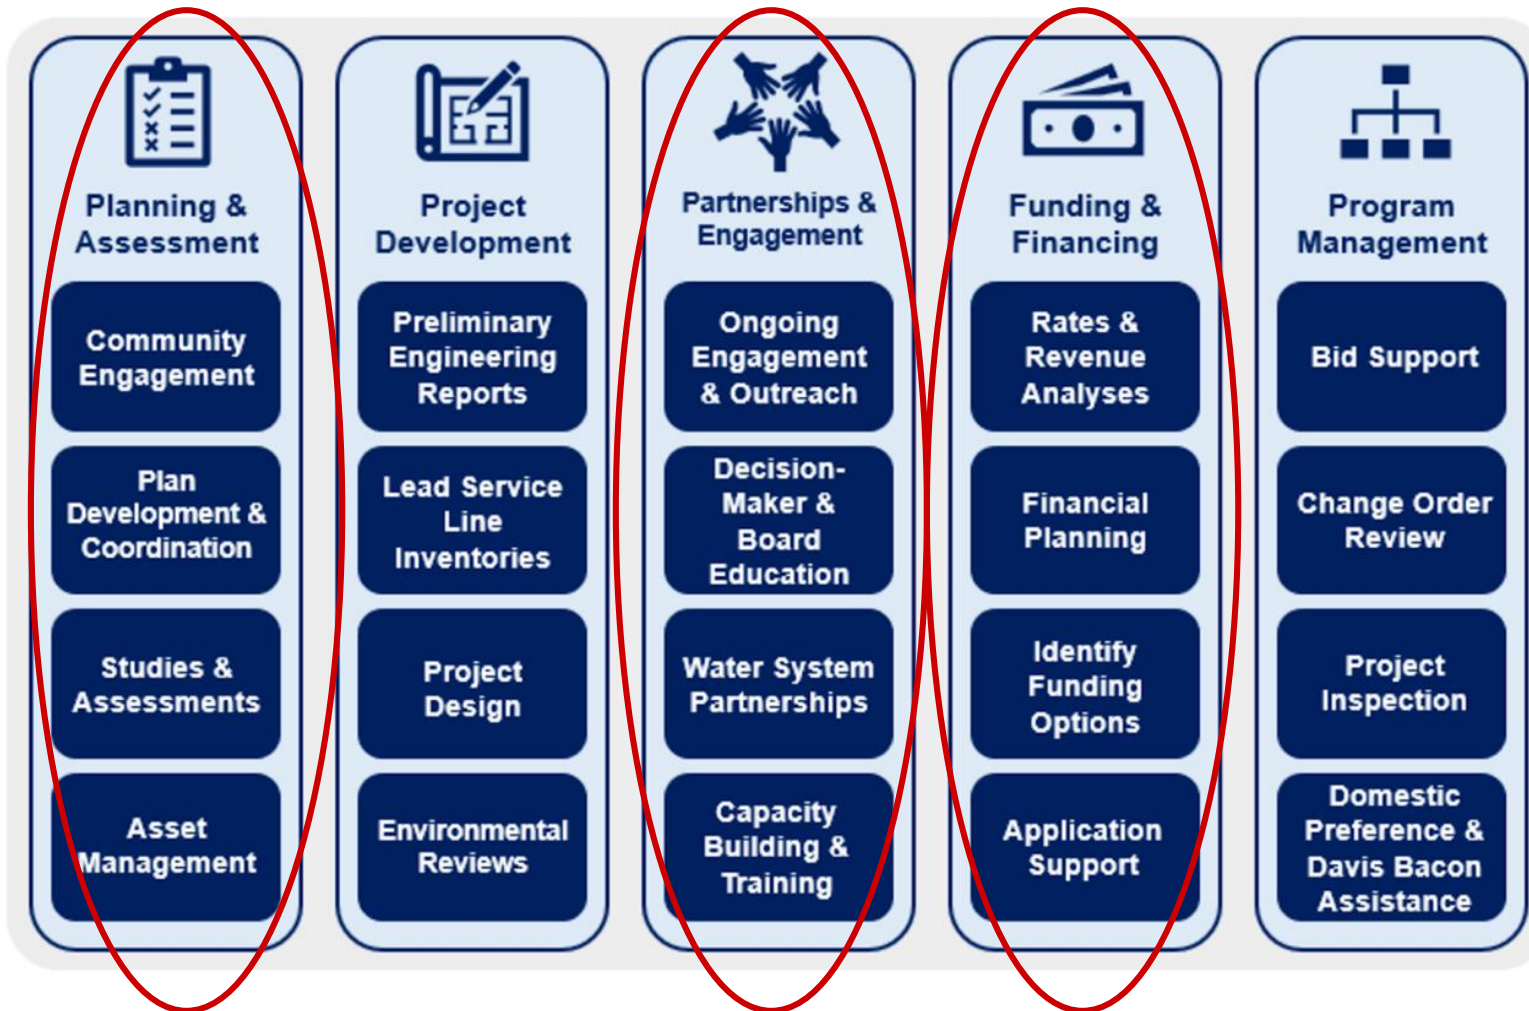 Planning &
Assessment
Community
Engagement
Plan
Development &
Coordination
Studies &
Assessments
Asset
Management
Project
Development
Preliminary
Engineering
Reports
Lead Service
Line
Inventories
Project
Design
Environmental
Reviews
Partnerships &
Engagement
Ongoing
Engagement
& Outreach
Decision-
Maker &
Board
Education
Water System
Partnerships
Capacity
Building &
Training
Funding &
Financing
Rates &
Revenue
Analyses
Financial
Planning
Identify
Funding
Options
Application
Support
Program
Management
Bid Support
Change Order
Review
Project
Inspection
Domestic
Preference &
Davis Bacon
Assistance